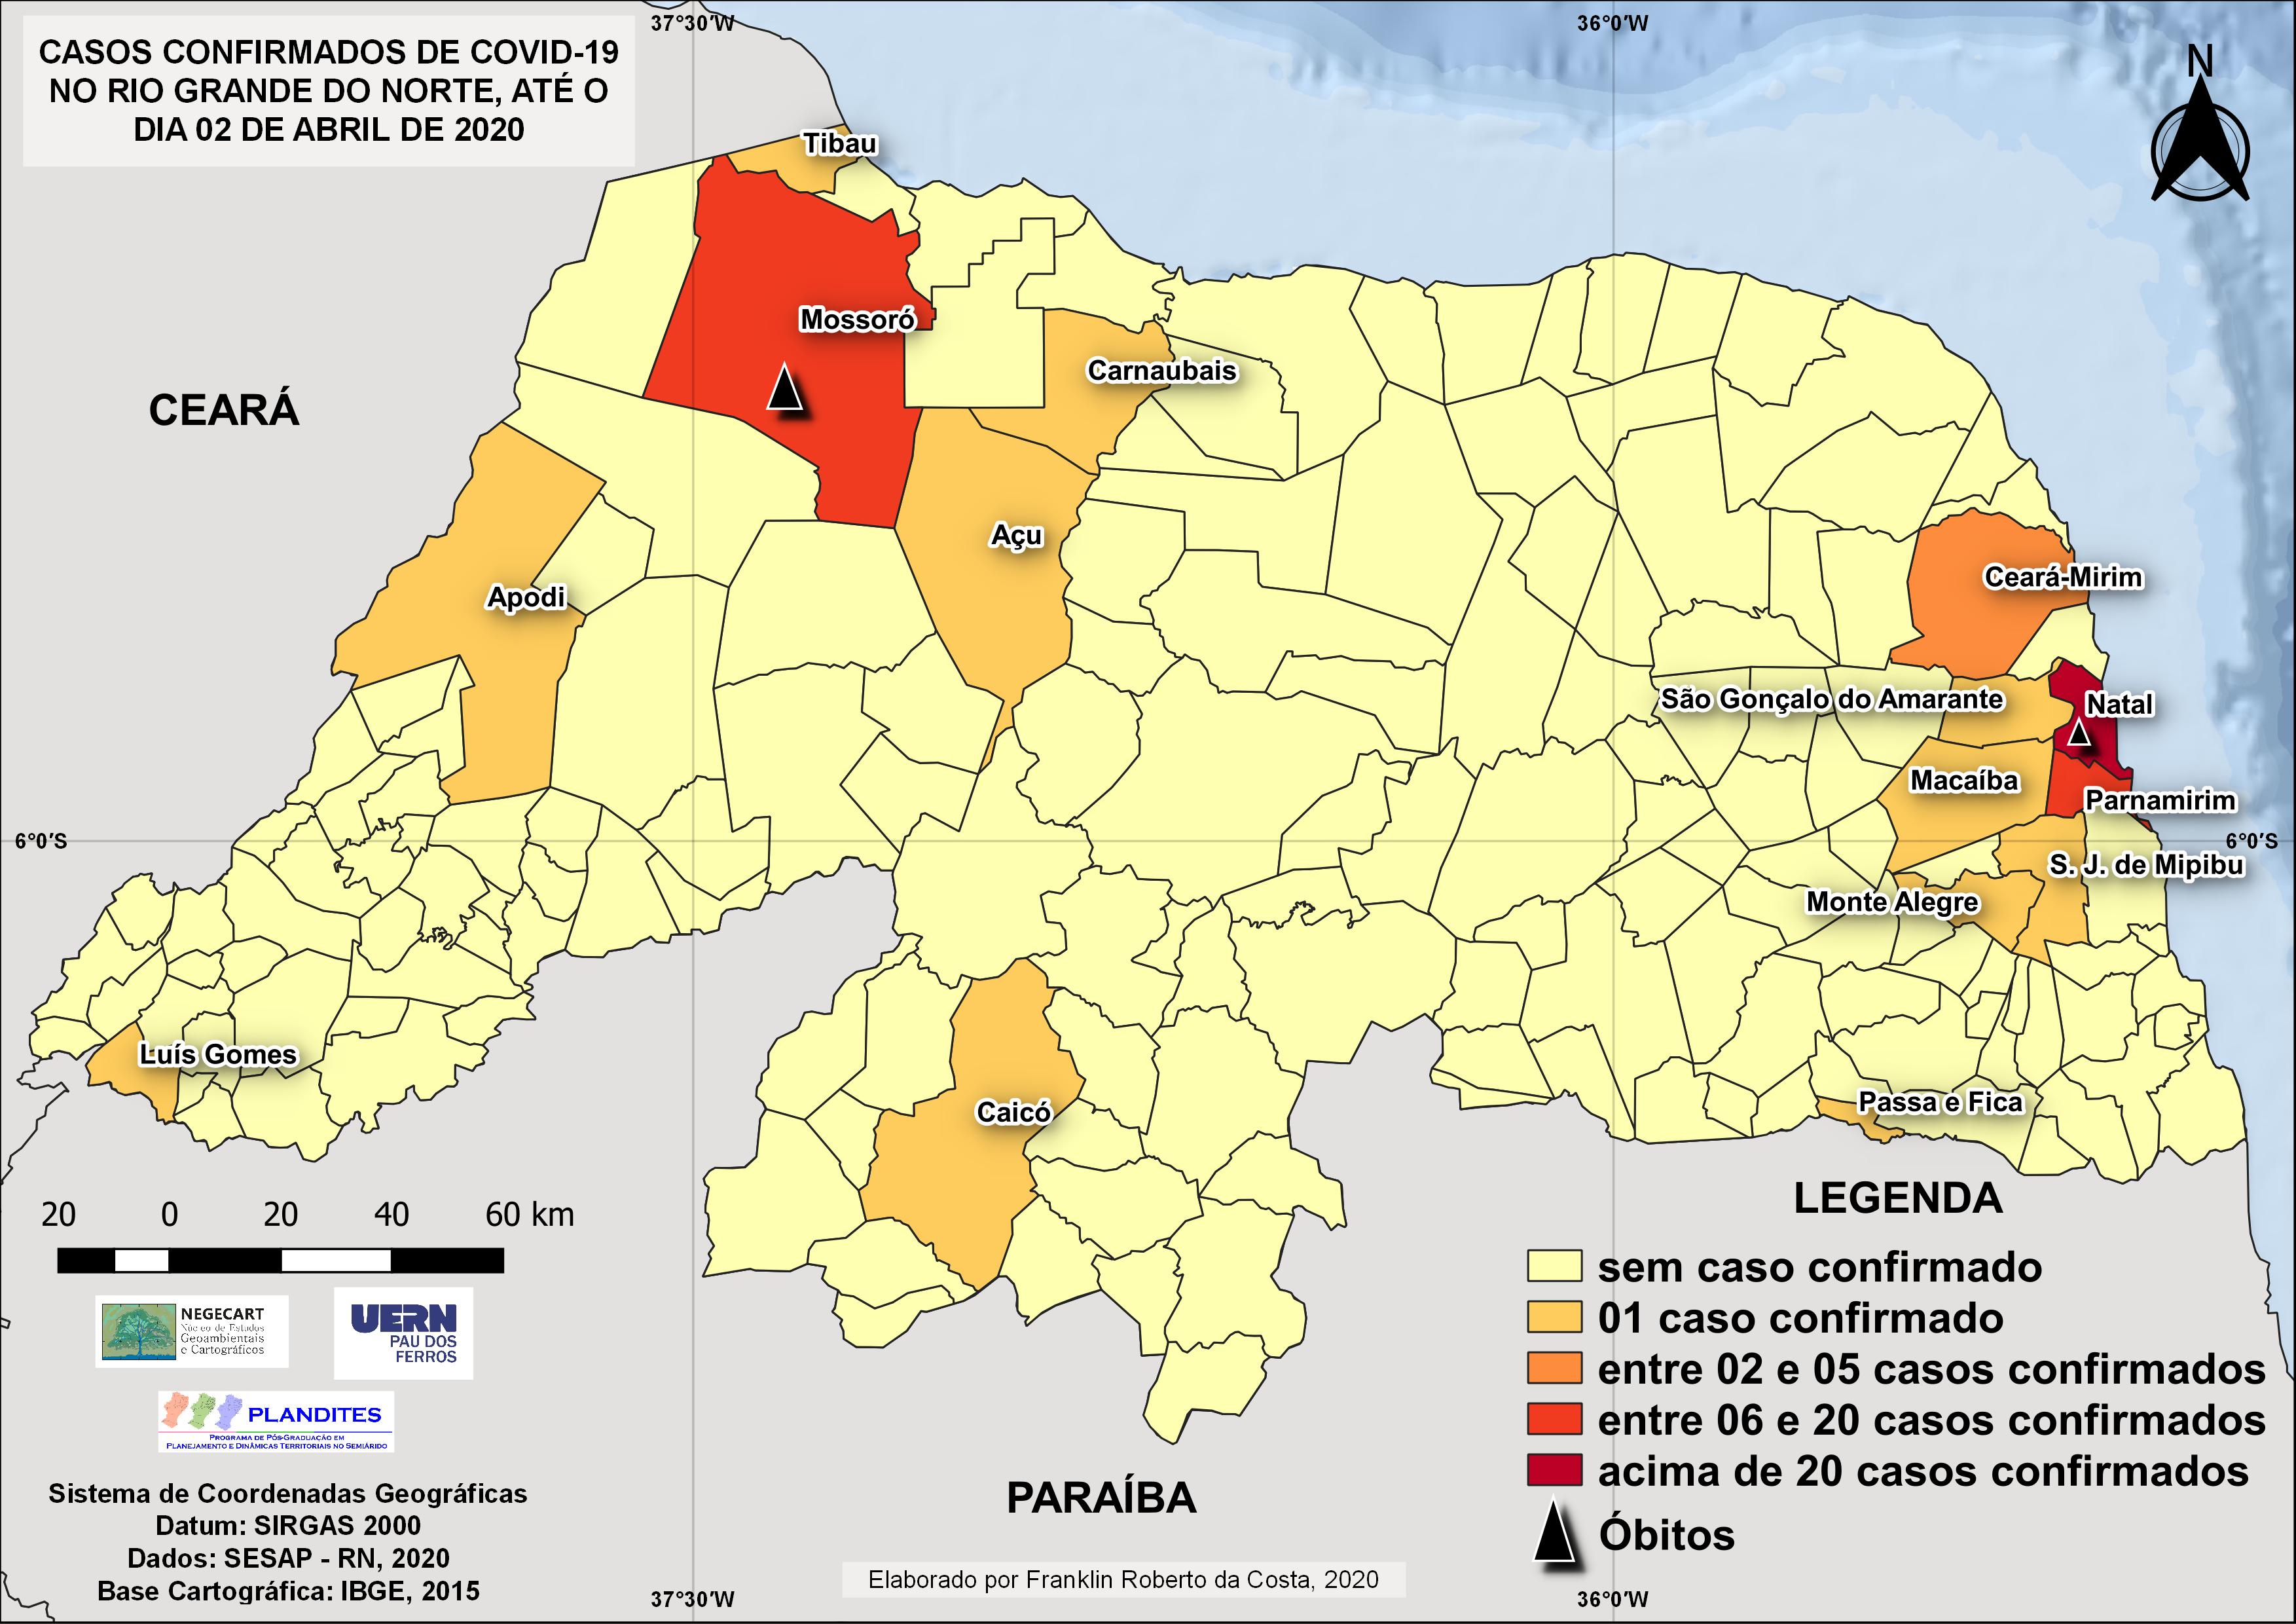 CASOS CONFIRMADOS DE COVID-19
NO RIO GRANDE DO NORTE, ATÉ O
DIA 02 DE ABRIL DE 2020
37°30'W
36°0'W
N
Tibau
Mossoró
Carnaubais
CEARÁ
Açu
Apodi
Ceará-Mirim
São Gonçalo do Amarante
Natal
Macaíba
Parnamirim
6°0'S
6°0'S
S. J. de Mipibu
Monte Alegre
Luís Gomes
Caicó
Passa e Fica
20 0 20 40 60 km
NEGECART
Núcleo de Estudos
Geoambientais
e Cartográficos
UERN
PAU DOS
FERROS
PLANDITES
PROGRAMA DE PÓS-GRADUAÇÃO EM
PLANEJAMENTO E DINÂMICAS TERRITORIAIS NO SEMIÁRIDO
Sistema de Coordenadas Geográficas
Datum: SIRGAS 2000
Dados: SESAP - RN, 2020
Base Cartográfica: IBGE, 2015
PARAÍBA
Elaborado por Franklin Roberto da Costa, 2020
LEGENDA
sem caso confirmado
01 caso confirmado
entre 02 e 05 casos confirmados
entre 06 e 20 casos confirmados
acima de 20 casos confirmados
Óbitos
37°30'W
36°0'W